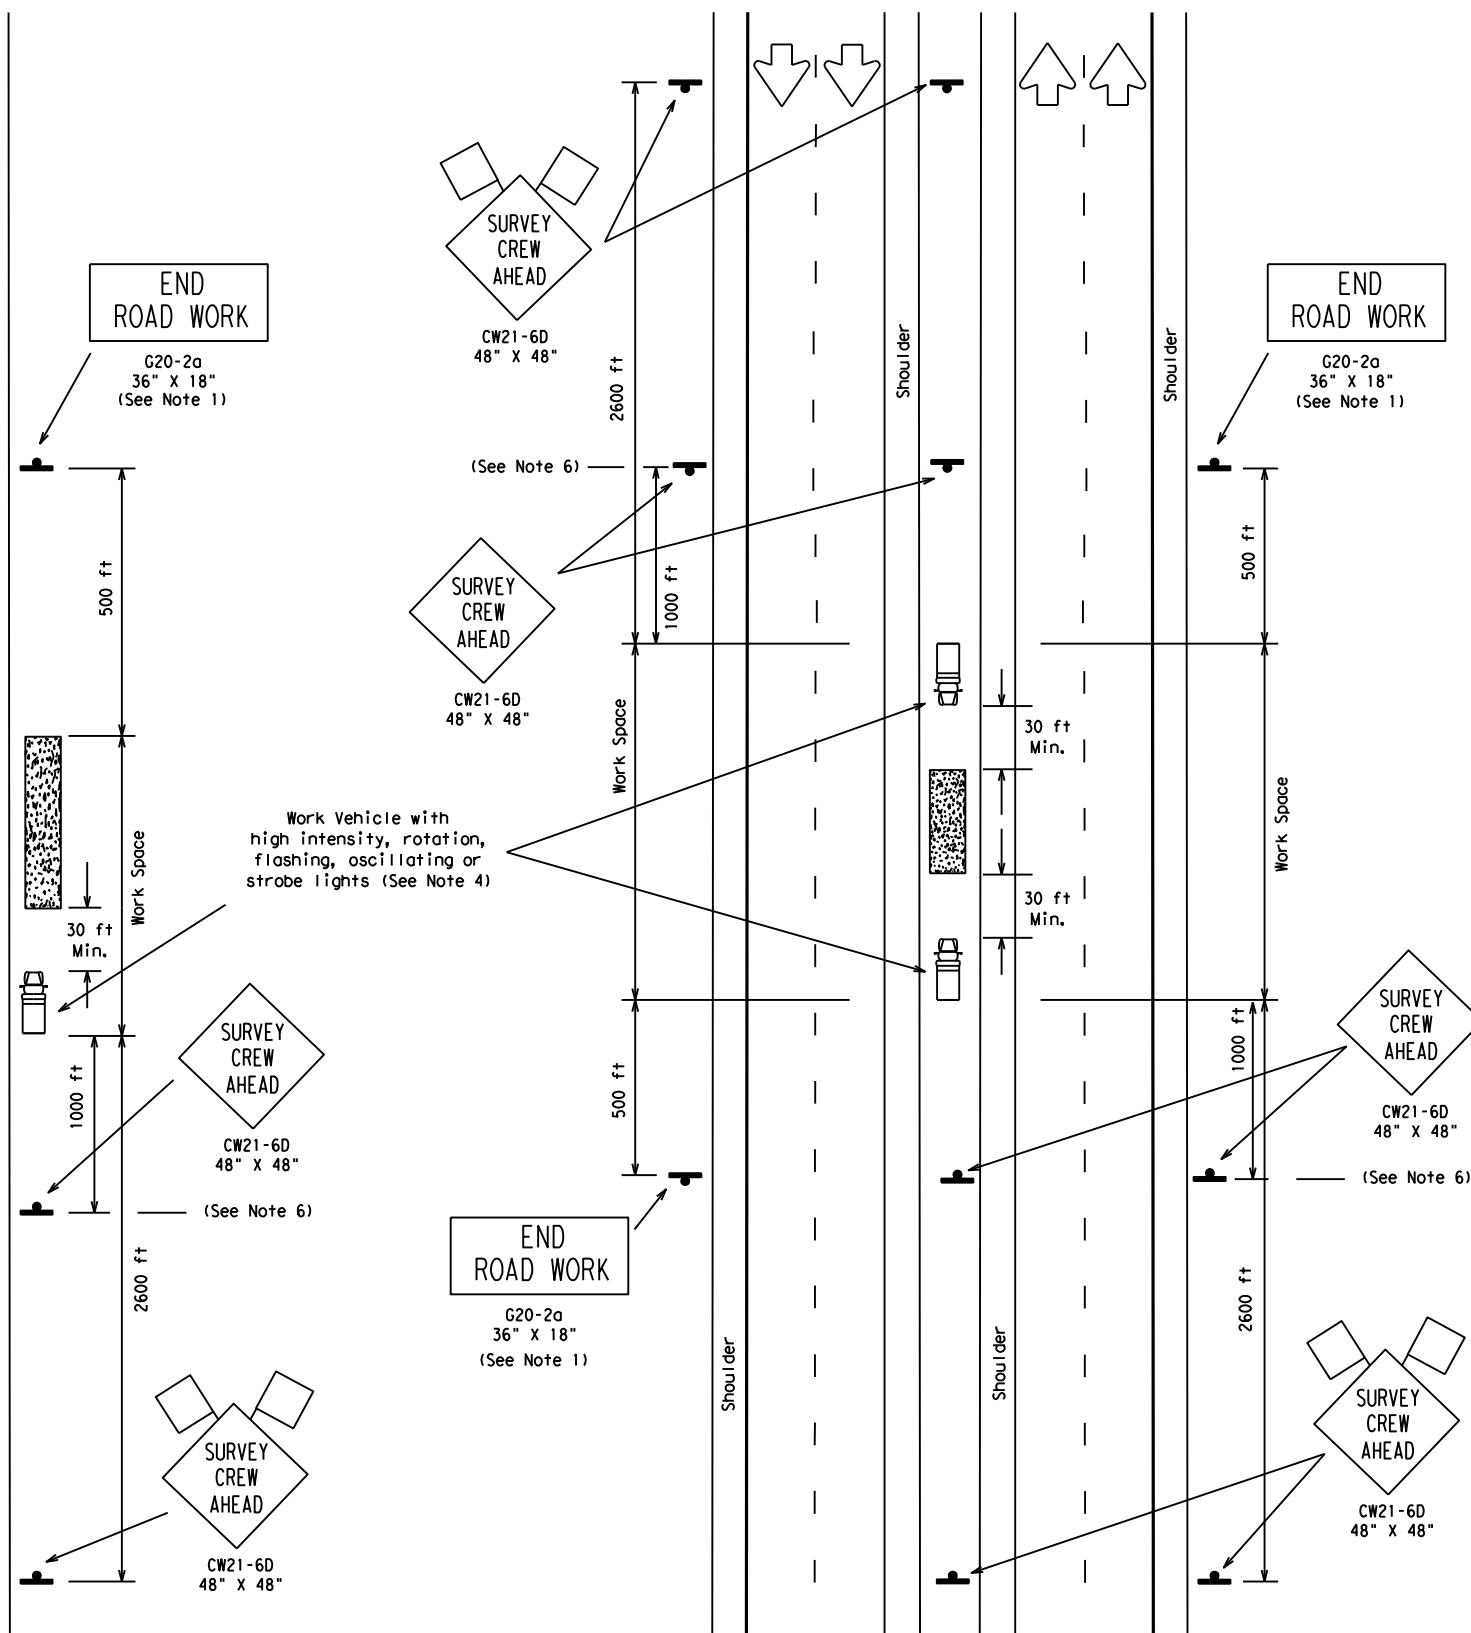 SURVEY
CREW
AHEAD
CW21-6D
48" X 48"
2600 ft
Shoulder
Shoulder
END
ROAD WORK
G20-2a
36" X 18"
(See Note 1)
END
ROAD WORK
G20-2a
36" X 18"
(See Note 1)
(See Note 6)
500 ft
1000 ft
500 ft
SURVEY
CREW
AHEAD
CW21-6D
48" X 48"
Work Space
30 ft
Min.
Work Space
Work Vehicle with
high intensity, rotation,
flashing, oscillating or
strobe lights (See Note 4)
Work Space
30 ft
Min.
30 ft
Min.
SURVEY
CREW
AHEAD
CW21-6D
48" X 48"
1000 ft
(See Note 6)
2600 ft
500 ft
1000 ft
SURVEY
CREW
AHEAD
CW21-6D
48" X 48"
(See Note 6)
END
ROAD WORK
G20-2a
36" X 18"
(See Note 1)
2600 ft
Shoulder
Shoulder
SURVEY
CREW
AHEAD
CW21-6D
48" X 48"
SURVEY
CREW
AHEAD
CW21-6D
48" X 48"